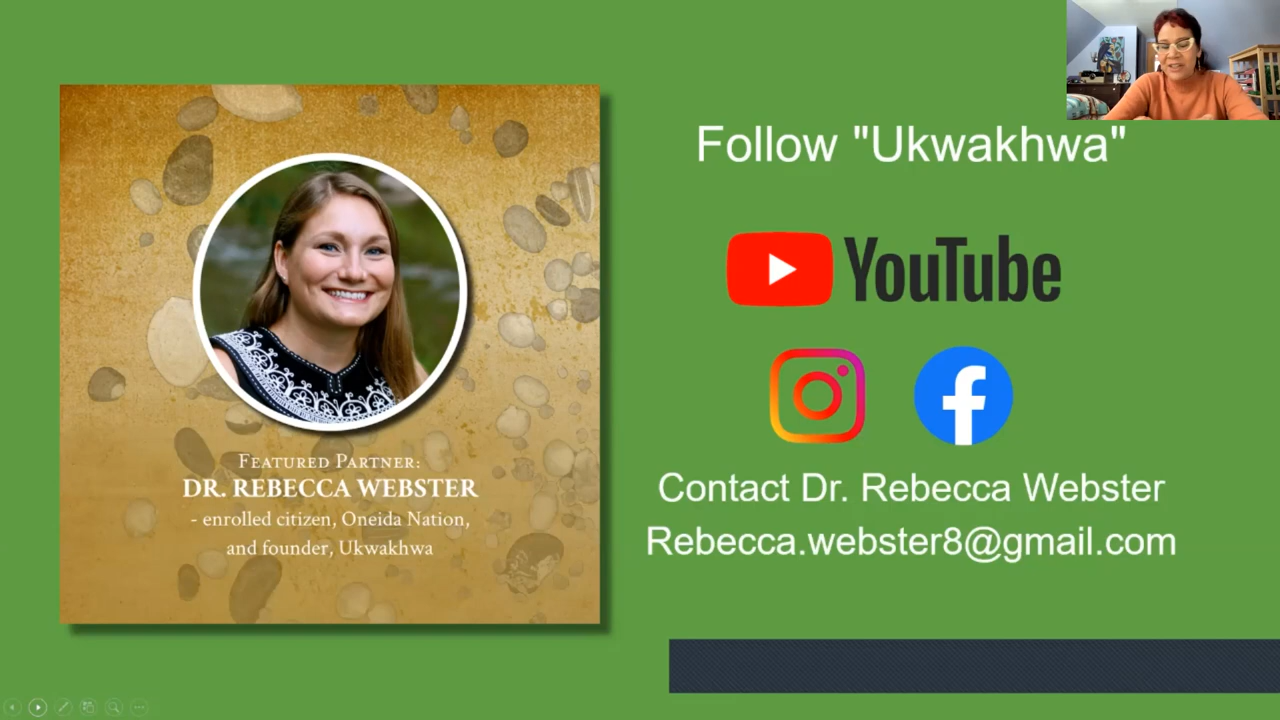 Follow "Ukwakhwa"
YouTube
FEATURED PARTNER:
DR. REBECCA WEBSTER
- enrolled citizen, Oneida Nation,
and founder, Ukwakhwa
Contact Dr. Rebecca Webster
Rebecca.webster8@gmail.com